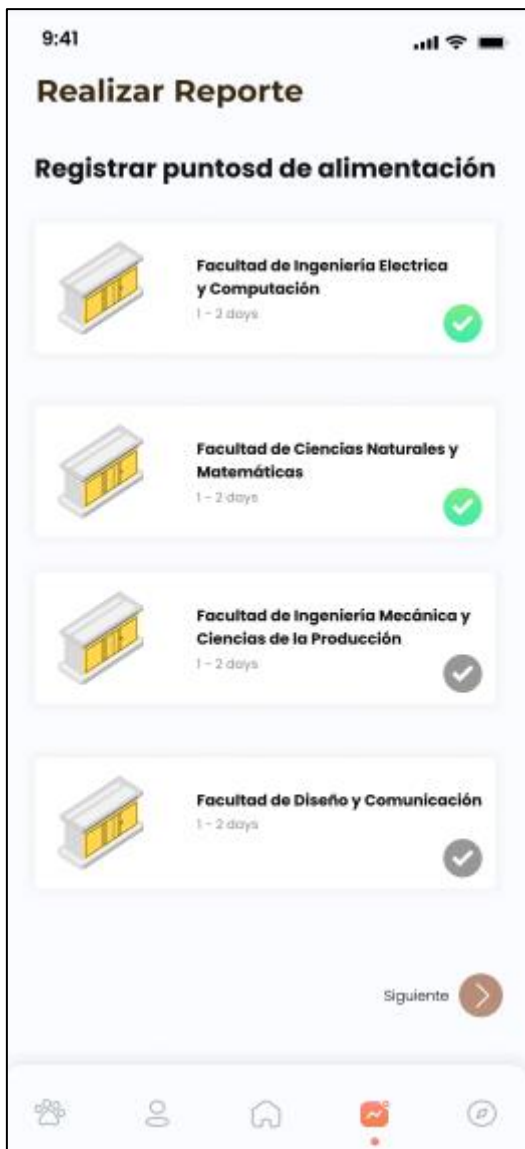 9:41
Realizar Reporte
Registrar puntosd de alimentación
Facultad de Ingeniería Electrica
y Computación
1 - 2 days
Facultad de Ciencias Naturales y
Matemáticas
1 - 2 days
Facultad de Ingeniería Mecánica y
Ciencias de la Producción
1 - 2 days
Facultad de Diseño y Comunicación
1 - 2 days
Siguiente